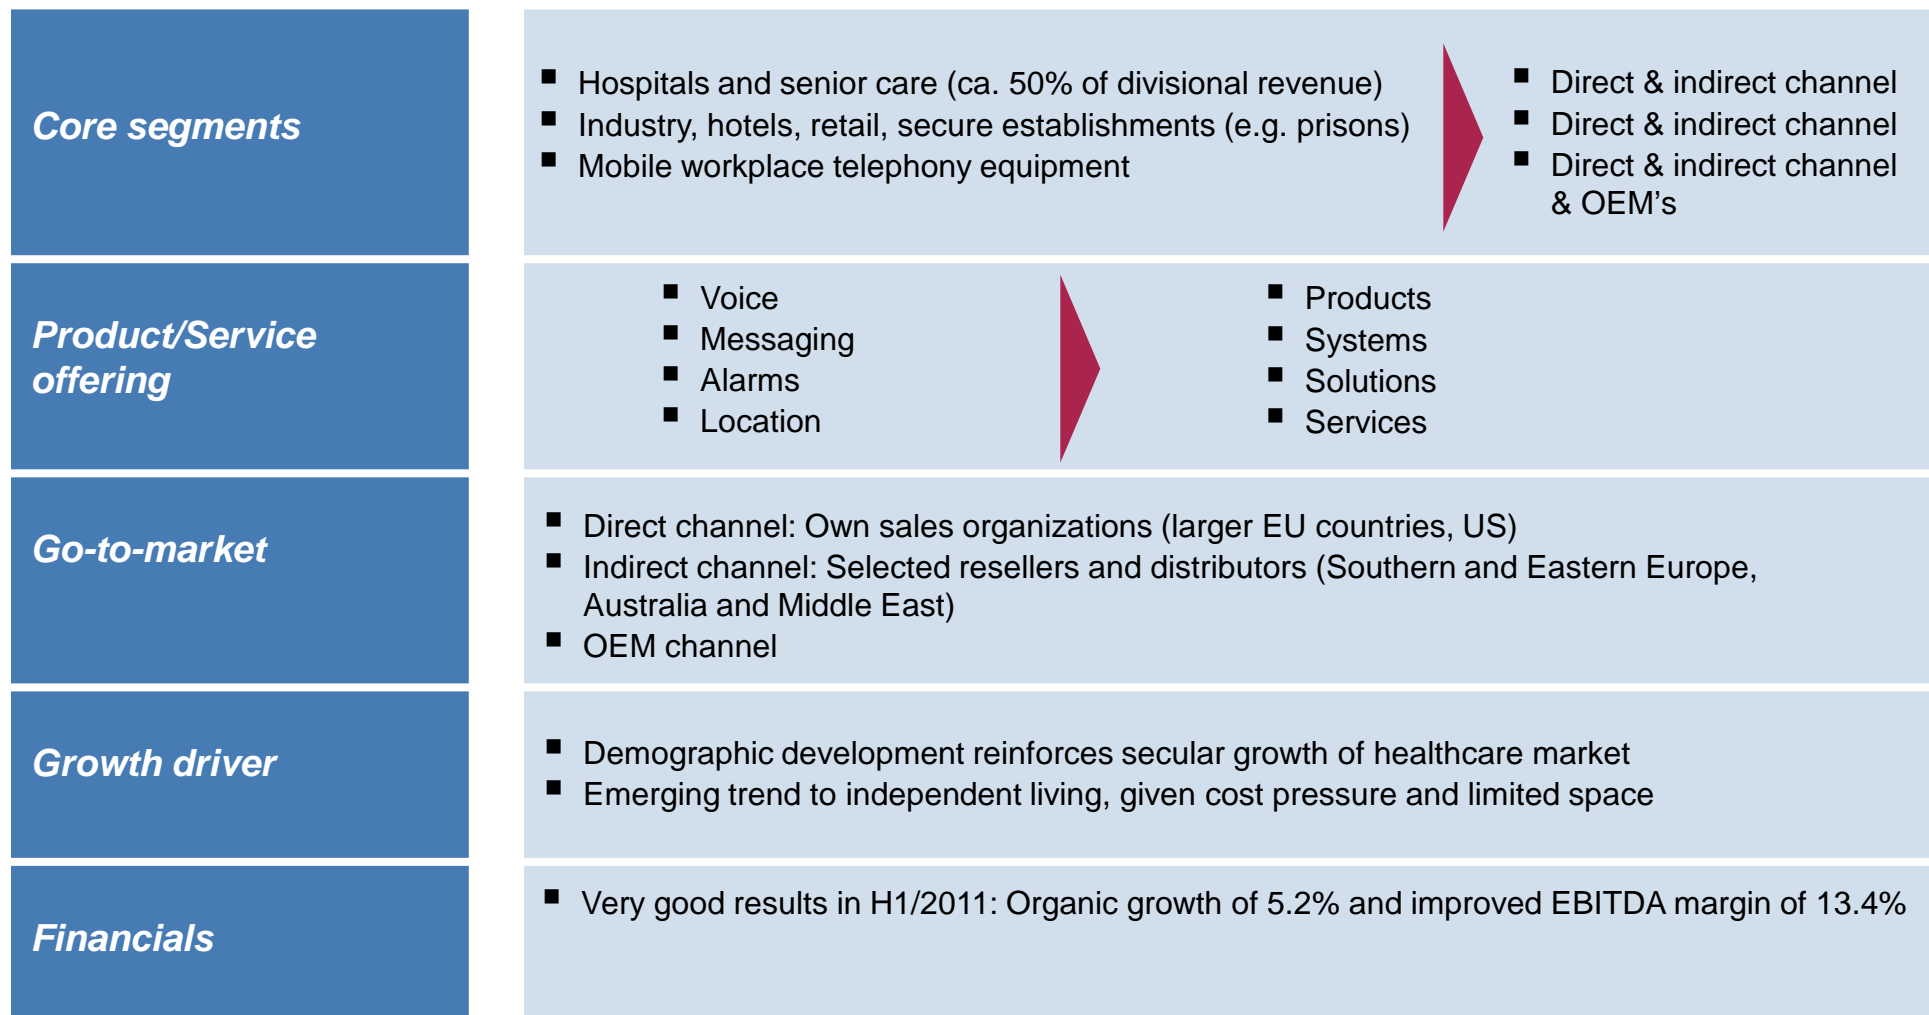 Core segments
■ Hospitals and senior care (ca. 50% of divisional revenue)
■ Industry, hotels, retail, secure establishments (e.g. prisons)
■ Mobile workplace telephony equipment
■ Direct & indirect channel
■ Direct & indirect channel
■ Direct & indirect channel
& OEM’s
Product/Service
offering
■ Voice
■ Messaging
■ Alarms
■ Location
■ Products
■ Systems
■ Solutions
■ Services
Go-to-market
■ Direct channel: Own sales organizations (larger EU countries, US)
■ Indirect channel: Selected resellers and distributors (Southern and Eastern Europe,
Australia and Middle East)
■ OEM channel
Growth driver
■ Demographic development reinforces secular growth of healthcare market
■ Emerging trend to independent living, given cost pressure and limited space
Financials
■ Very good results in H1/2011: Organic growth of 5.2% and improved EBITDA margin of 13.4%